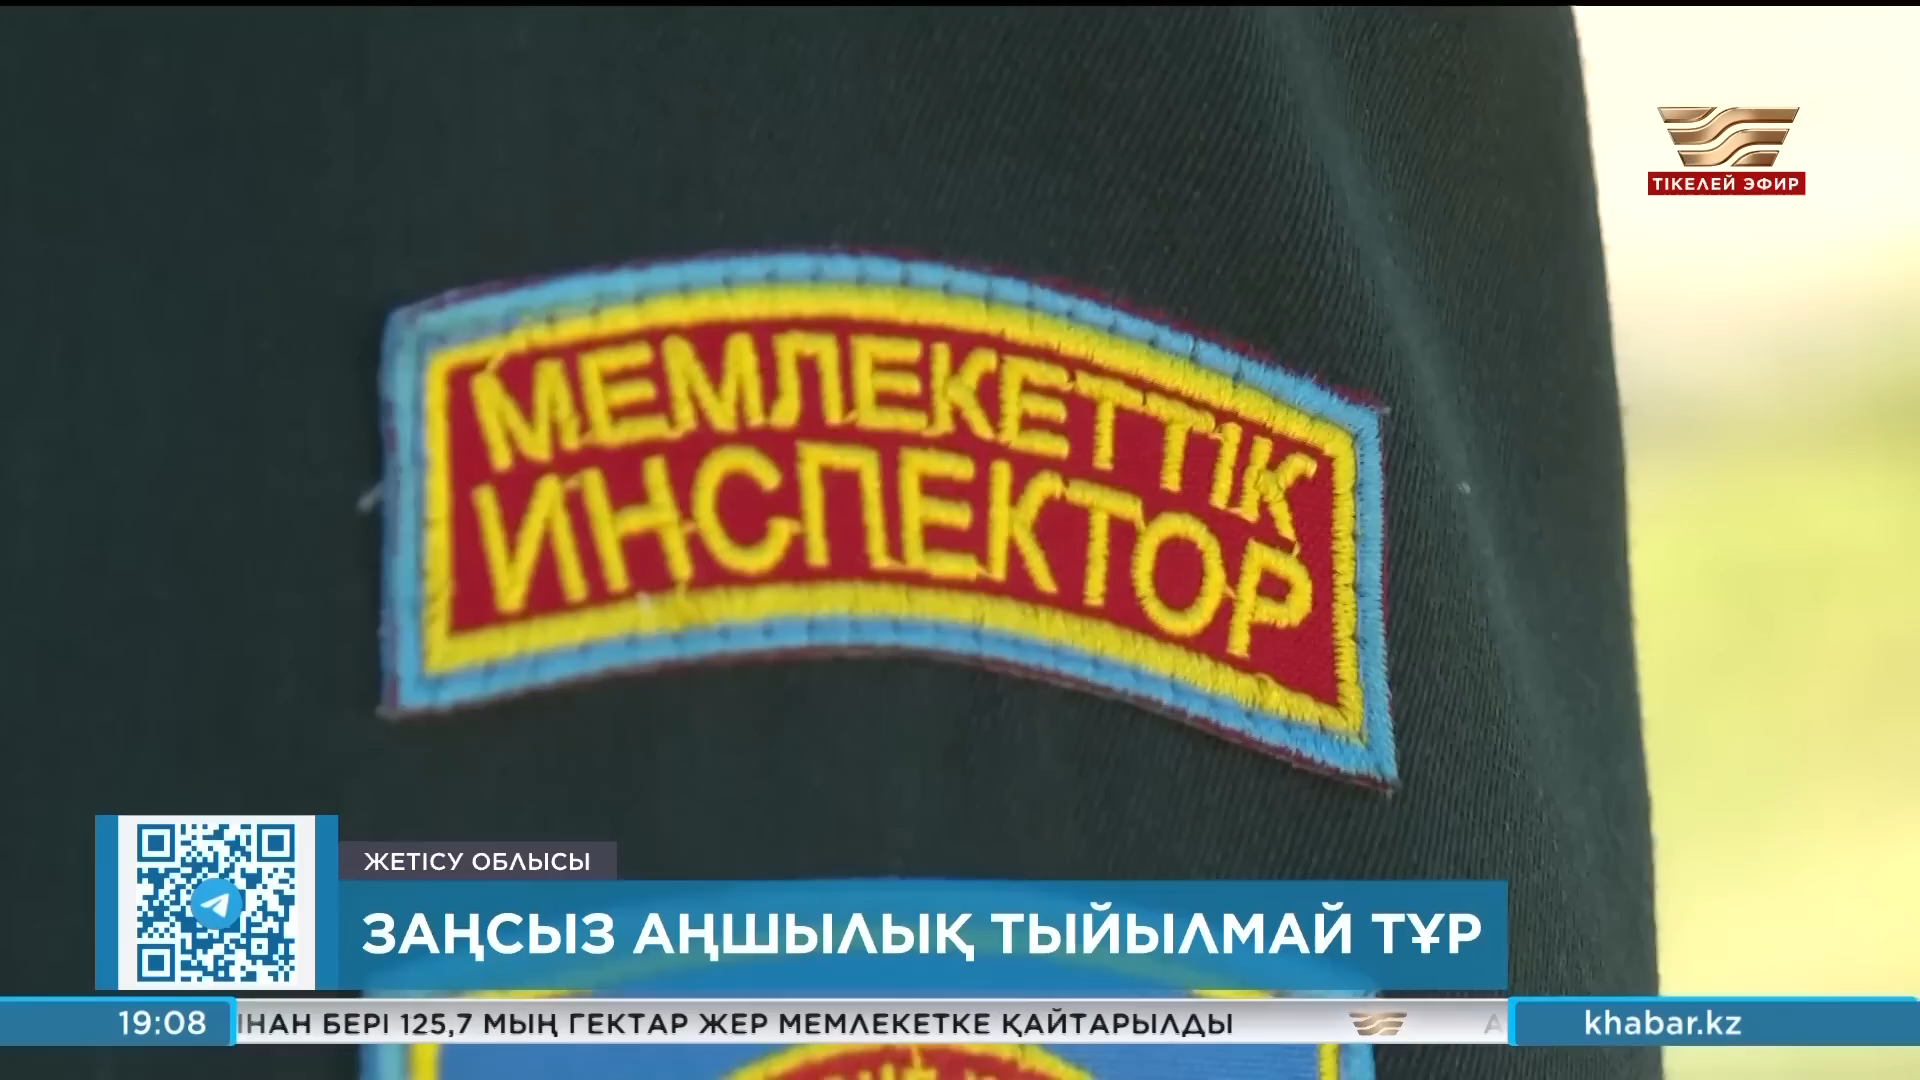 ТІКЕЛЕЙ ЭФИР
МЕМЛЕКЕТТІК
ИНСПЕКТОР
ЖЕТІСУ ОБЛЫСЫ
ЗАҢСЫЗ АҢШЫЛЫҚ ТЫЙЫЛМАЙ ТҰР
19:08
БЕРІ 125,7 МЫҢ ГЕКТАР ЖЕР МЕМЛЕКЕТКЕ ҚАЙТАРЫЛДЫ
khabar.kz